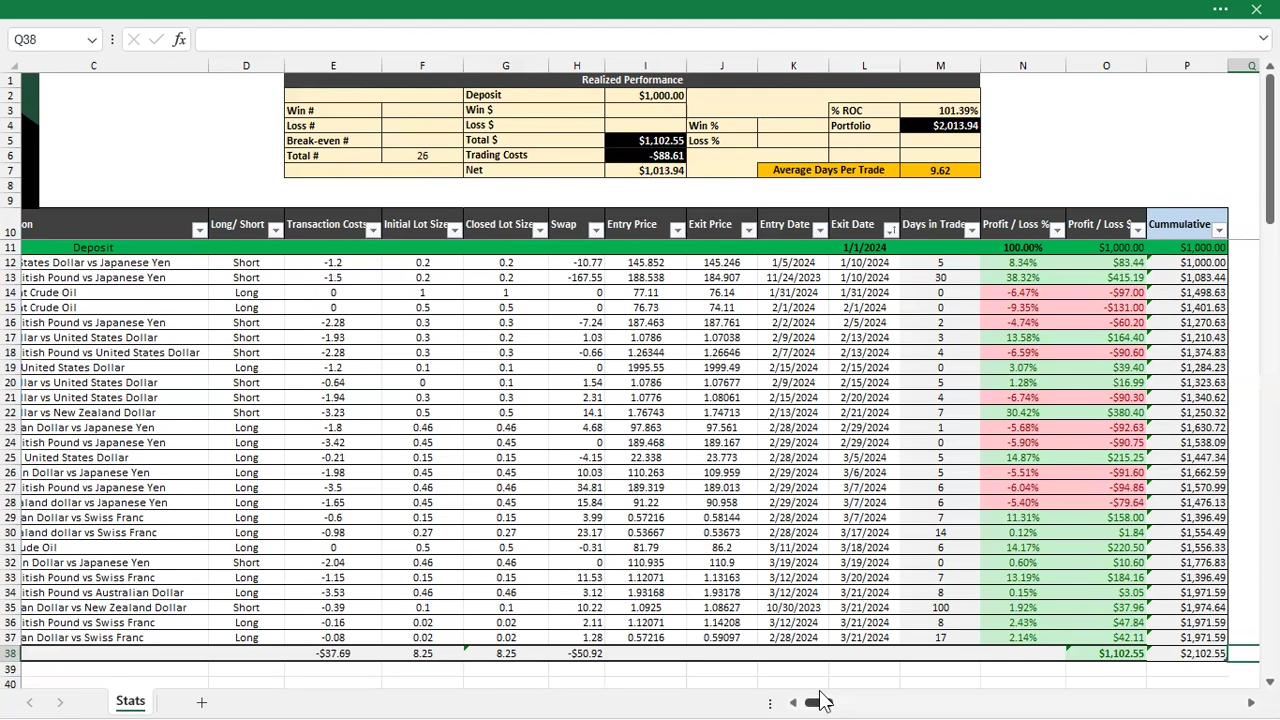 Q38 fx
C D E F G H I J K L M N O P Q
1 Realized Performance
2 Deposit $1,000.00
3 Win # Win $ % ROC 101.39%
4 Loss # Loss $ Win % Portfolio $2,013.94
5 Break-even # Total $ $1,102.55 Loss %
6 Total # 26 Trading Costs -$88.61
7 Net $1,013.94 Average Days Per Trade 9.62
8
9
10 on Long/ Short Transaction Costs Initial Lot Size Closed Lot Size Swap Entry Price Exit Price Entry Date Exit Date Days in Trade Profit / Loss % Profit / Loss $ Cummulative
11 Deposit 1/1/2024 100.00% $1,000.00 $1,000.00
12 States Dollar vs Japanese Yen Short -1.2 0.2 0.2 -10.77 145.852 145.502 1/5/2024 1/10/2024 5 8.34% $83.44 $1,000.00
13 ritish Pound vs Japanese Yen Short -1.5 0.3 0.2 -167.55 188.538 184.907 11/24/2023 1/10/2024 30 38.32% $415.19 $1,083.44
14 nt Crude Oil Long 0 1 1 0 77.11 76.14 1/31/2024 1/31/2024 0 -6.47% -$97.00 $1,498.63
15 nt Crude Oil Long 0 0.5 0.5 0 76.73 74.11 2/1/2024 2/1/2024 0 -9.35% -$131.00 $1,401.63
16 itish Pound vs Japanese Yen Short -2.28 0.3 0.3 -7.24 187.463 187.761 2/2/2024 2/5/2024 2 -4.74% -$60.20 $1,270.63
17 llar vs United States Dollar Short -1.93 0.3 0.2 1.03 1.0786 1.07038 2/9/2024 2/13/2024 3 13.58% $164.40 $1,210.43
18 itish Pound vs United States Dollar Short -2.28 0.3 0.3 -0.66 1.26344 1.26646 2/7/2024 2/13/2024 4 -6.59% -$90.60 $1,374.83
19 nited States Dollar Long -1.2 0.1 0.1 0 1995.55 1999.49 2/15/2024 2/15/2024 0 3.07% $39.40 $1,284.23
20 llar vs United States Dollar Short -0.64 0 0.1 1.54 1.0786 1.07677 2/9/2024 2/15/2024 5 1.28% $16.99 $1,323.63
21 llar vs United States Dollar Short -1.94 0.3 0.3 2.31 1.0776 1.08061 2/15/2024 2/20/2024 4 -6.74% -$90.30 $1,340.62
22 llar vs New Zealand Dollar Short -3.23 0.5 0.5 14.1 1.76743 1.74713 2/13/2024 2/21/2024 7 30.42% $380.40 $1,250.32
23 an Dollar vs Japanese Yen Long -1.8 0.46 0.46 4.68 97.863 97.561 2/28/2024 2/29/2024 1 -5.68% -$92.63 $1,630.72
24 itish Pound vs Japanese Yen Long -3.42 0.45 0.45 0 189.468 189.167 2/29/2024 2/29/2024 0 -5.90% -$90.75 $1,538.09
25 United States Dollar Long -0.21 0.15 0.15 -4.15 22.338 23.773 2/28/2024 3/5/2024 5 14.87% $215.25 $1,447.34
26 n Dollar vs Japanese Yen Long -1.98 0.45 0.45 10.03 110.263 109.959 2/28/2024 3/6/2024 5 -5.51% -$91.60 $1,662.59
27 itish Pound vs Japanese Yen Long -3.5 0.46 0.46 34.81 189.319 189.013 2/28/2024 3/7/2024 6 -6.04% -$94.86 $1,570.99
28 aland dollar vs Japanese Yen Long -1.65 0.45 0.45 15.84 91.22 90.958 2/28/2024 3/7/2024 6 -5.40% -$79.64 $1,476.13
29 an Dollar vs Swiss Franc Long -0.6 0.15 0.15 3.99 0.57216 0.58144 2/28/2024 3/7/2024 7 11.31% $158.00 $1,396.49
30 aland dollar vs Swiss Franc Long -0.98 0.27 0.27 23.17 0.53667 0.53673 2/28/2024 3/17/2024 14 0.12% $1.84 $1,554.49
31 ude Oil Long 0 0.5 0.5 -0.31 81.79 86.2 3/11/2024 3/18/2024 6 14.17% $220.50 $1,556.33
32 n Dollar vs Japanese Yen Long -2.04 0.46 0.46 0 110.935 110.9 3/19/2024 3/19/2024 0 0.60% $10.60 $1,776.83
33 itish Pound vs Swiss Franc Long -1.15 0.15 0.15 11.53 1.12071 1.13163 3/12/2024 3/20/2024 7 13.19% $184.16 $1,396.49
34 itish Pound vs Australian Dollar Long -3.53 0.46 0.46 3.12 1.93168 1.93178 3/12/2024 3/21/2024 8 0.15% $3.05 $1,971.59
35 an Dollar vs New Zealand Dollar Short -0.39 0.1 0.1 10.22 1.0925 1.08627 10/30/2023 3/21/2024 100 1.92% $37.96 $1,974.64
36 itish Pound vs Swiss Franc Long -0.16 0.02 0.02 2.11 1.12071 1.14208 3/12/2024 3/21/2024 8 2.43% $47.84 $1,971.59
37 an Dollar vs Swiss Franc Long -0.08 0.02 0.02 1.28 0.57216 0.59097 2/28/2024 3/21/2024 17 2.14% $42.11 $1,971.59
38 -$37.69 8.25 8.25 -$50.92 $1,102.55 $2,102.55
39
40
Stats